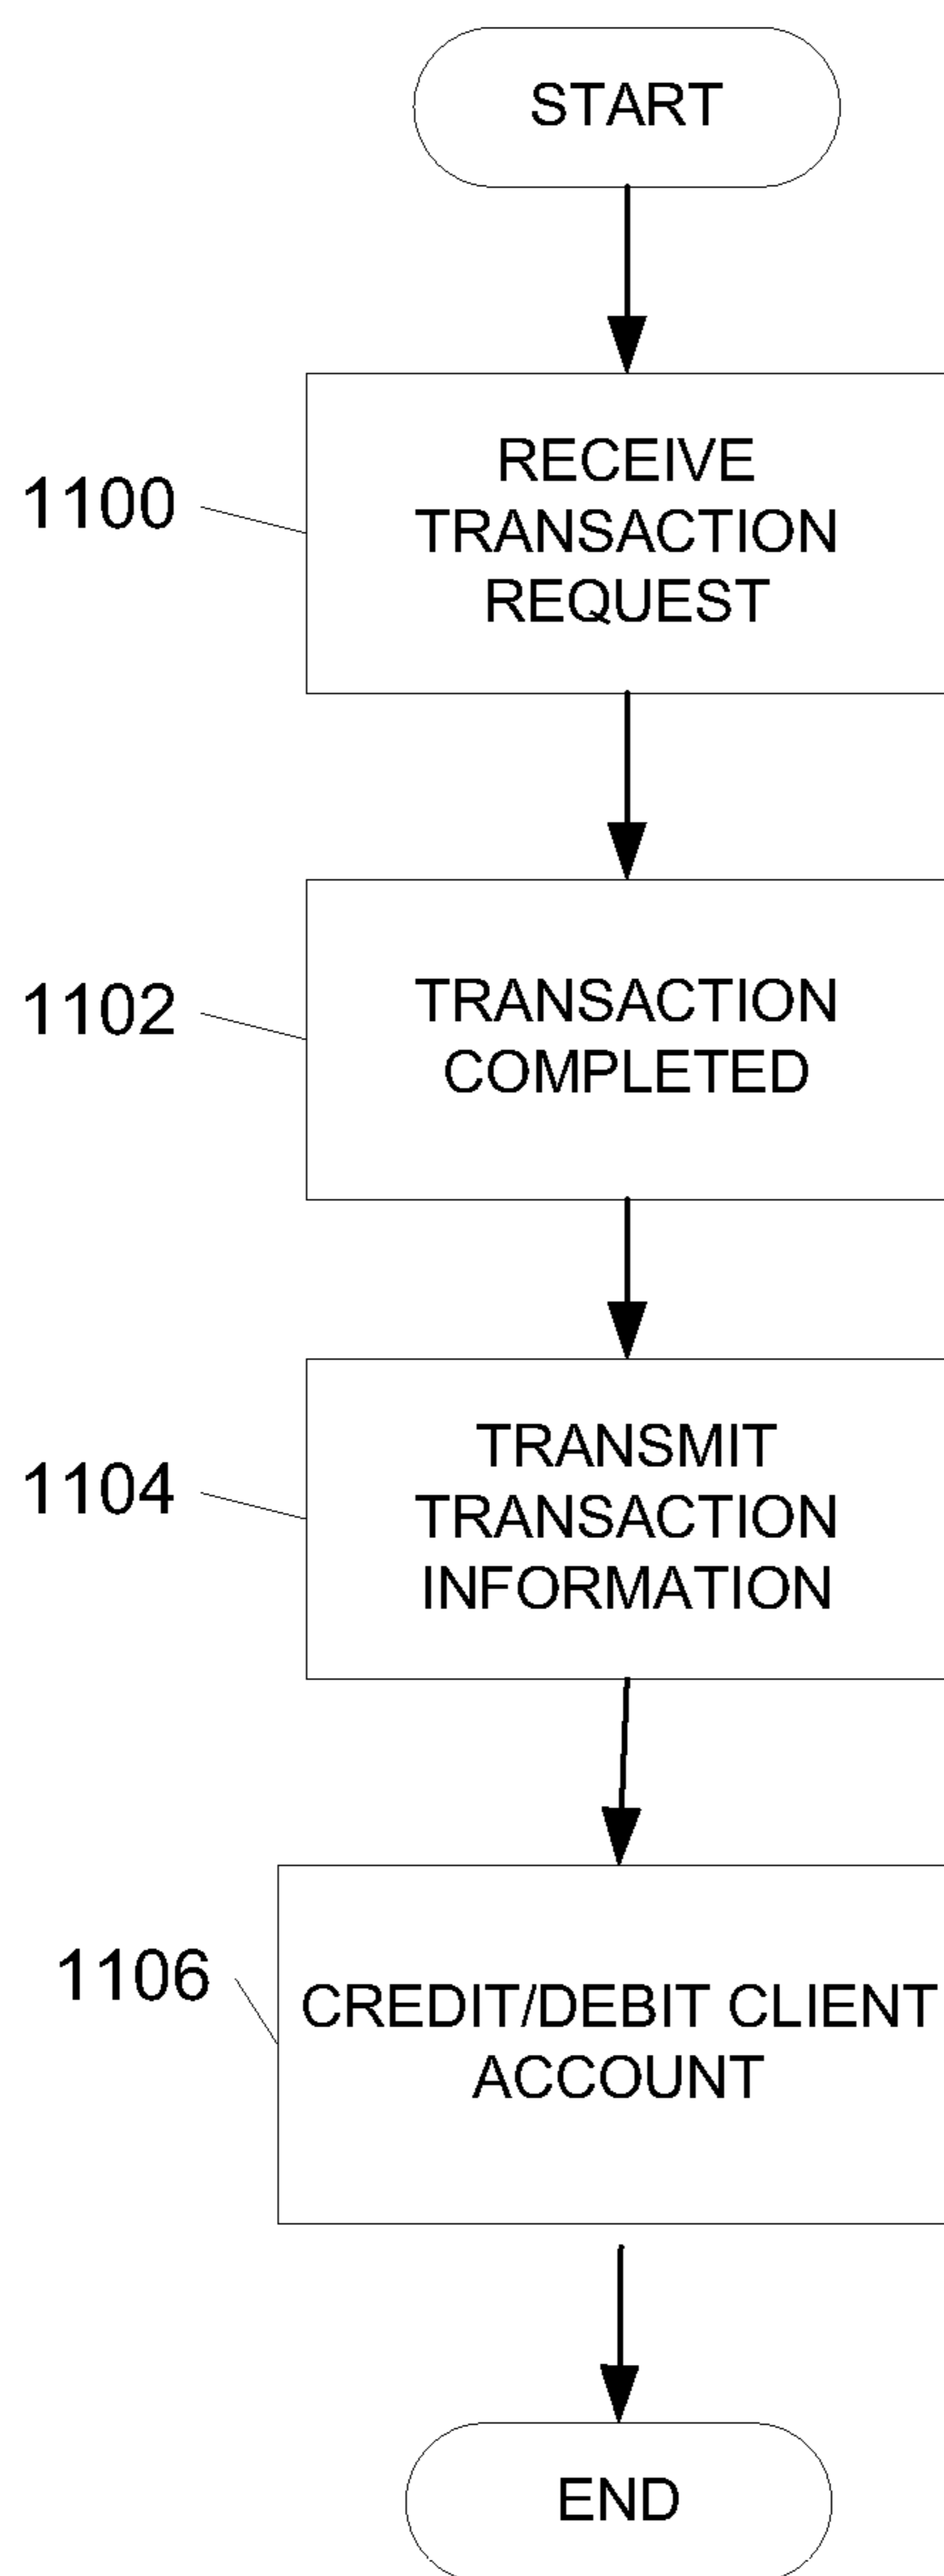 START
RECEIVE
TRANSACTION
REQUEST
1100
TRANSACTION
COMPLETED
1102
TRANSMIT
TRANSACTION
INFORMATION
1104
CREDIT/DEBIT CLIENT
ACCOUNT
1106
END